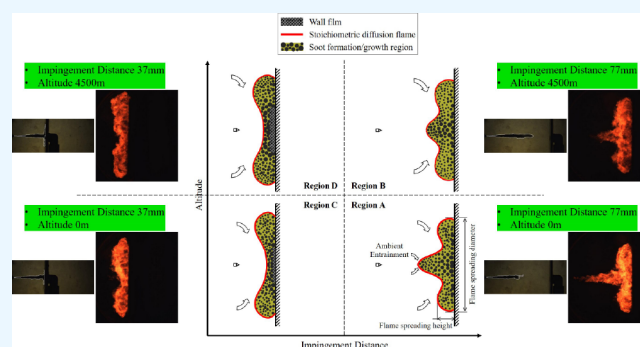 Wall film
Stoichiometric diffusion flame
Soot formation/growth region
• Impingement Distance 37mm
• Altitude 4500m
• Impingement Distance 77mm
• Altitude 4500m
Region D
Region B
Region C
Region A
• Impingement Distance 37mm
• Altitude 0m
• Impingement Distance 77mm
• Altitude 0m
Altitude
Ambient
Entrainment
Flame spreading diameter
Flame spreading height
Impingement Distance